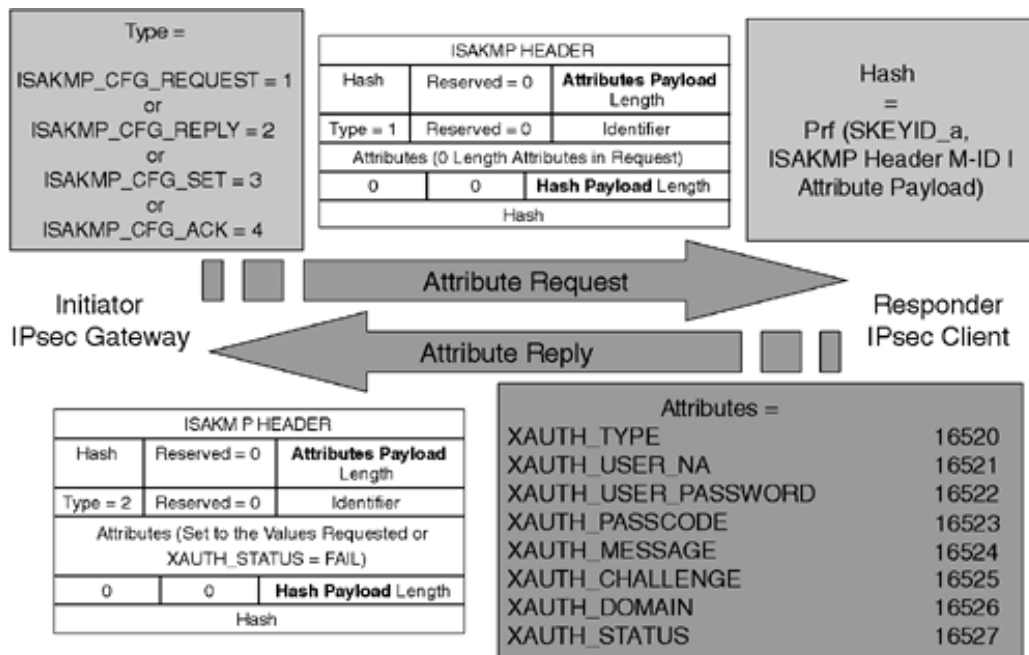 Type =
ISAKMP_CFG_REQUEST = 1
or
ISAKMP_CFG_REPLY = 2
or
ISAKMP_CFG_SET = 3
or
ISAKMP_CFG_ACK = 4
ISAKMP HEADER
Hash Reserved = 0 Attributes Payload
Length
Type = 1 Reserved = 0 Identifier
Attributes (0 Length Attributes in Request)
0 0 Hash Payload Length
Hash
Hash
=
Prf (SKEYID_a,
ISAKMP Header M-ID I
Attribute Payload)
Attribute Request
Initiator
IPsec Gateway
Responder
IPsec Client
Attribute Reply
ISAKM P HEADER
Hash Reserved = 0 Attributes Payload
Length
Type = 2 Reserved = 0 Identifier
Attributes (Set to the Values Requested or
XAUTH_STATUS = FAIL)
0 0 Hash Payload Length
Hash
Attributes =
XAUTH_TYPE 16520
XAUTH_USER_NA 16521
XAUTH_USER_PASSWORD 16522
XAUTH_PASSCODE 16523
XAUTH_MESSAGE 16524
XAUTH_CHALLENGE 16525
XAUTH_DOMAIN 16526
XAUTH_STATUS 16527